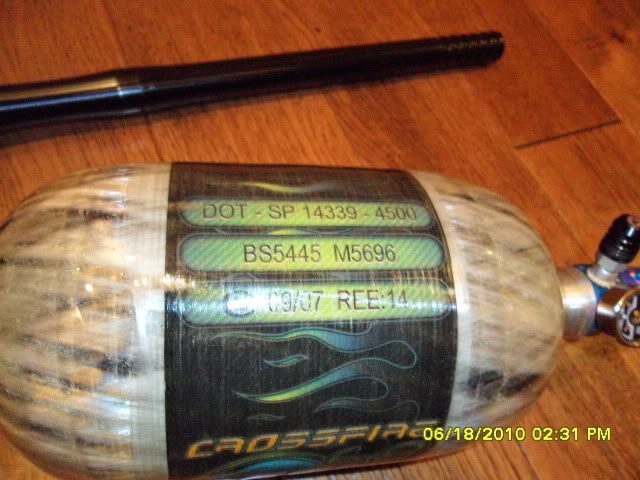 DOT - SP 14339 - 4500
BS5445 M5696
09/07 REE:14
CROSSFIRE
06/18/2010 02:31 PM